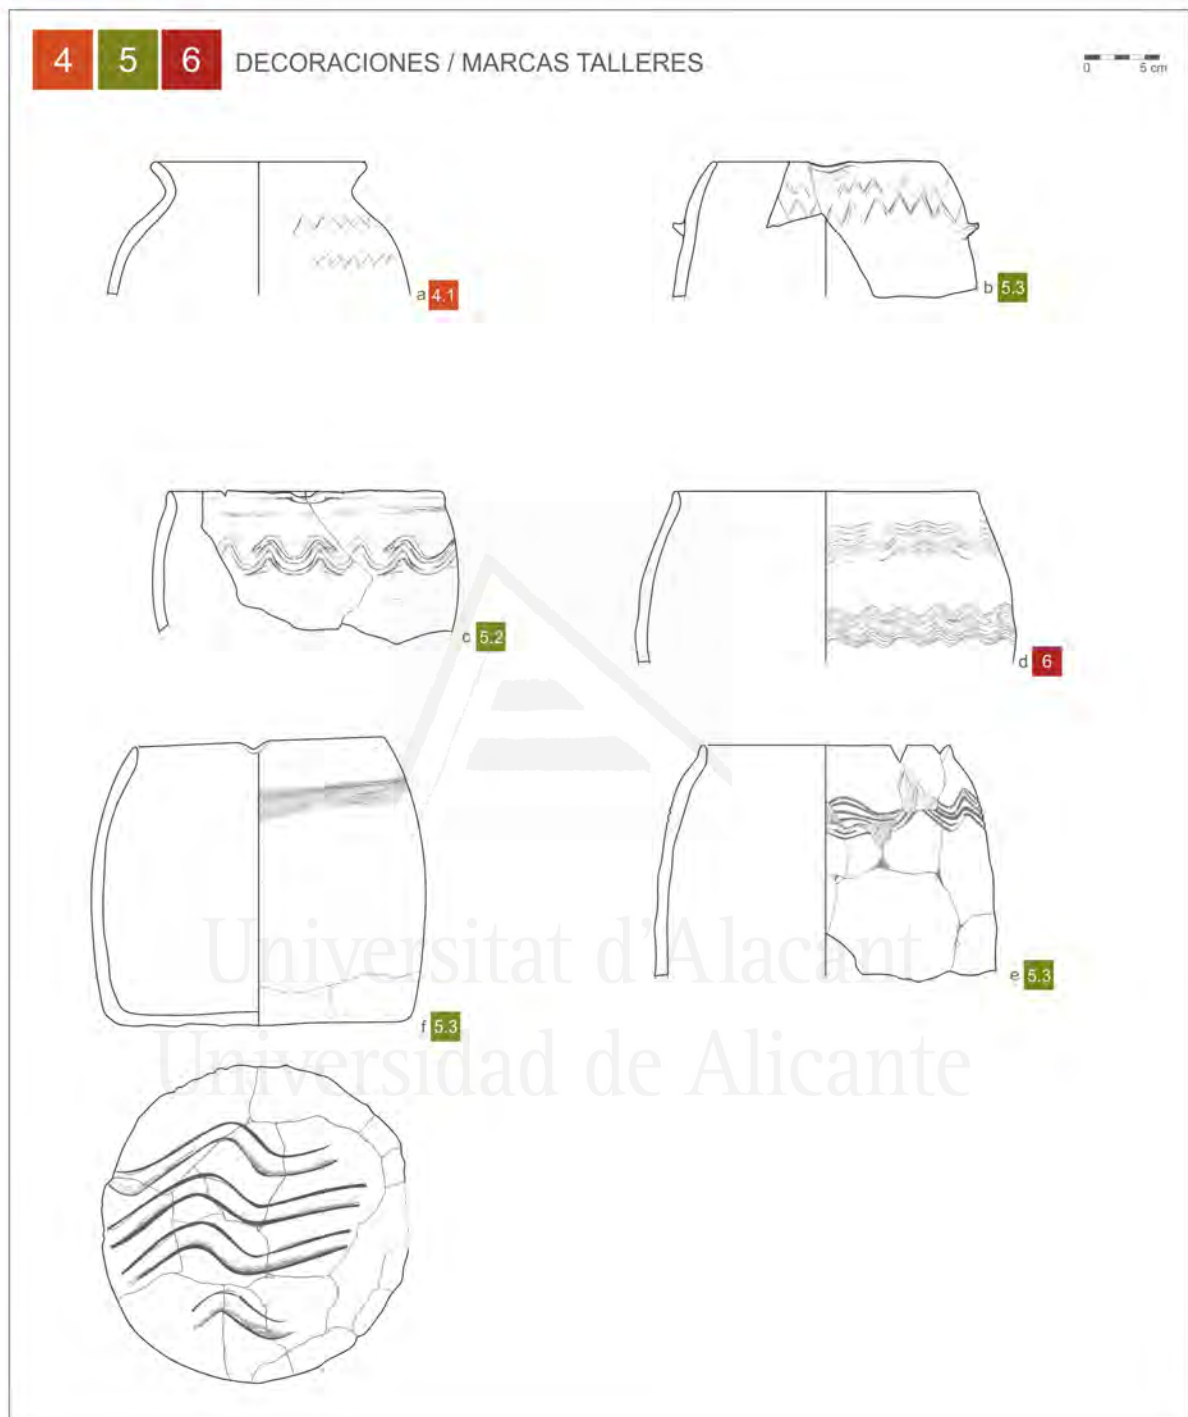 4 5 6 DECORACIONES / MARCAS TALLERES
0 5 cm
a 4.1
b 5.3
c 5.2
d 6
e 5.3
f 5.3
Universitat d'Alacant
Universidad de Alicante